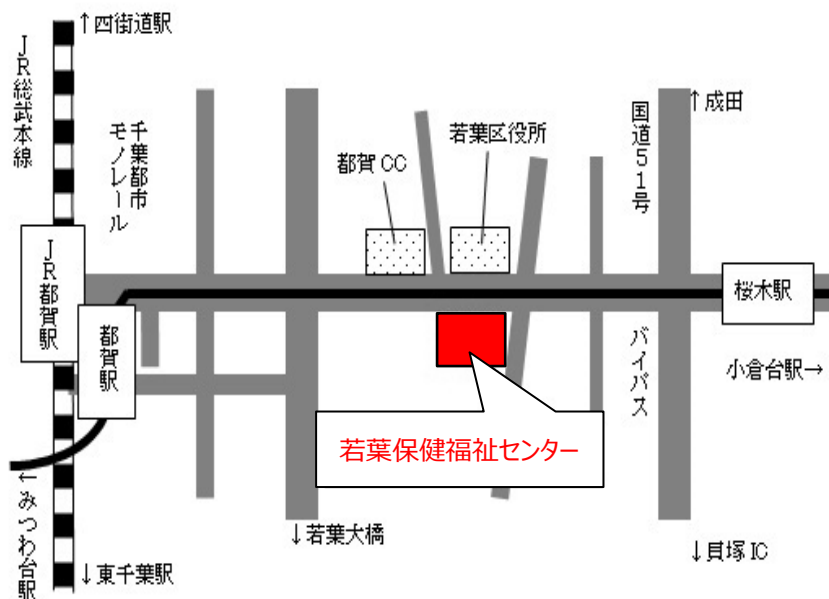 ↑四街道駅
JR総武本線
千葉都市
モノレール
↑成田
国道51号
若葉区役所
都賀CC
JR都賀駅
都賀駅
桜木駅
バイパス
小倉台駅→
若葉保健福祉センター
←みつわ台駅
↓若葉大橋
↓貝塚IC
↓東千葉駅